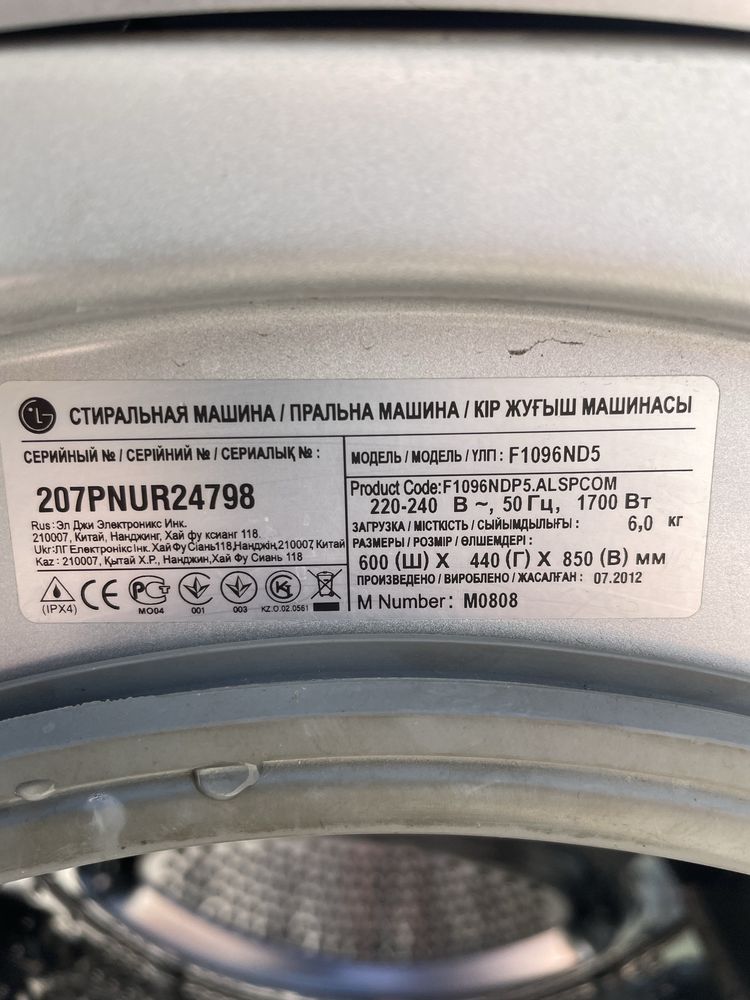 LG СТИРАЛЬНАЯ МАШИНА / ПРАЛЬНА МАШИНА / КІР ЖУҒЫШ МАШИНАСЫ
СЕРИЙНЫЙ № / СЕРІЙНИЙ № / СЕРИАЛЫҚ № :
207PNUR24798
Rus: Эл Джи Электроникс Инк.
210007, Китай, Нанджинг, Хай фу ксианг 118.
Ukr:ЛГ Електронікс Інк. Хай Фу Сіань118,Нанджін,210007, Китай
Kaz : 210007, Қытай Х.Р., Нанджин,Хай Фу Сиань 118
(IPX4)
CE
МО04
001
003
KZ.O.02.0561
МОДЕЛЬ / МОДЕЛЬ / ҮЛГІ : F1096ND5
Product Code:F1096NDP5.ALSPCOM
220-240 В ~, 50 Гц, 1700 Вт
ЗАГРУЗКА / МІСТКІСТЬ / СЫЙЫМДЫЛЫҒЫ : 6,0 кг
РАЗМЕРЫ / РОЗМІР / ӨЛШЕМДЕРІ :
600 (Ш) X 440 (Г) X 850 (В) мм
ПРОИЗВЕДЕНО / ВИРОБЛЕНО / ЖАСАЛҒАН : 07.2012
M Number: M0808